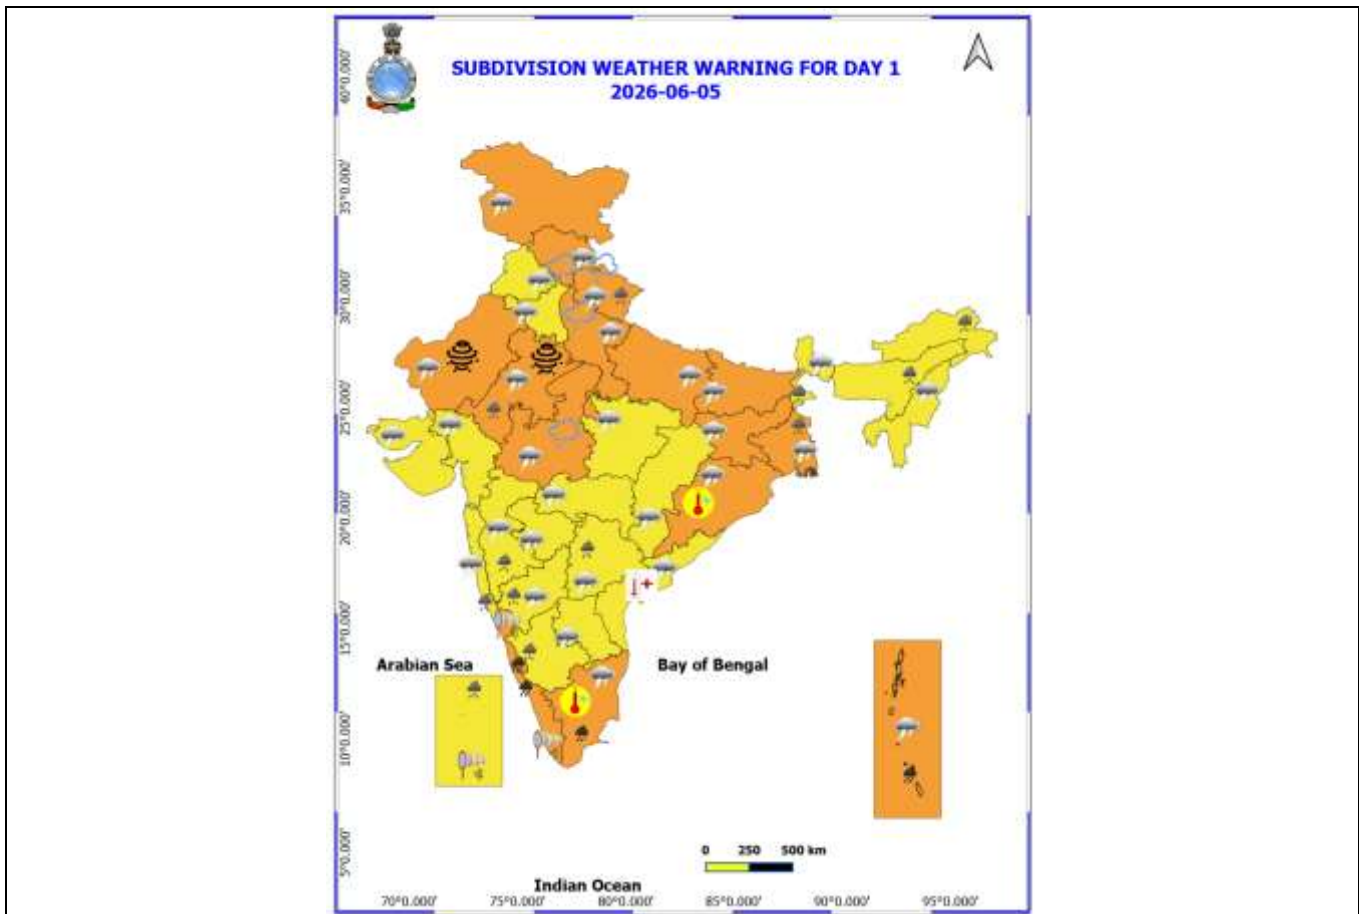 SUBDIVISION WEATHER WARNING FOR DAY 1
2026-06-05
40°0.000'
35°0.000'
30°0.000'
25°0.000'
20°0.000'
15°0.000'
10°0.000'
5°0.000'
Arabian Sea
Bay of Bengal
0 250 500 km
Indian Ocean
70°0.000' 75°0.000' 80°0.000' 85°0.000' 90°0.000' 95°0.000'